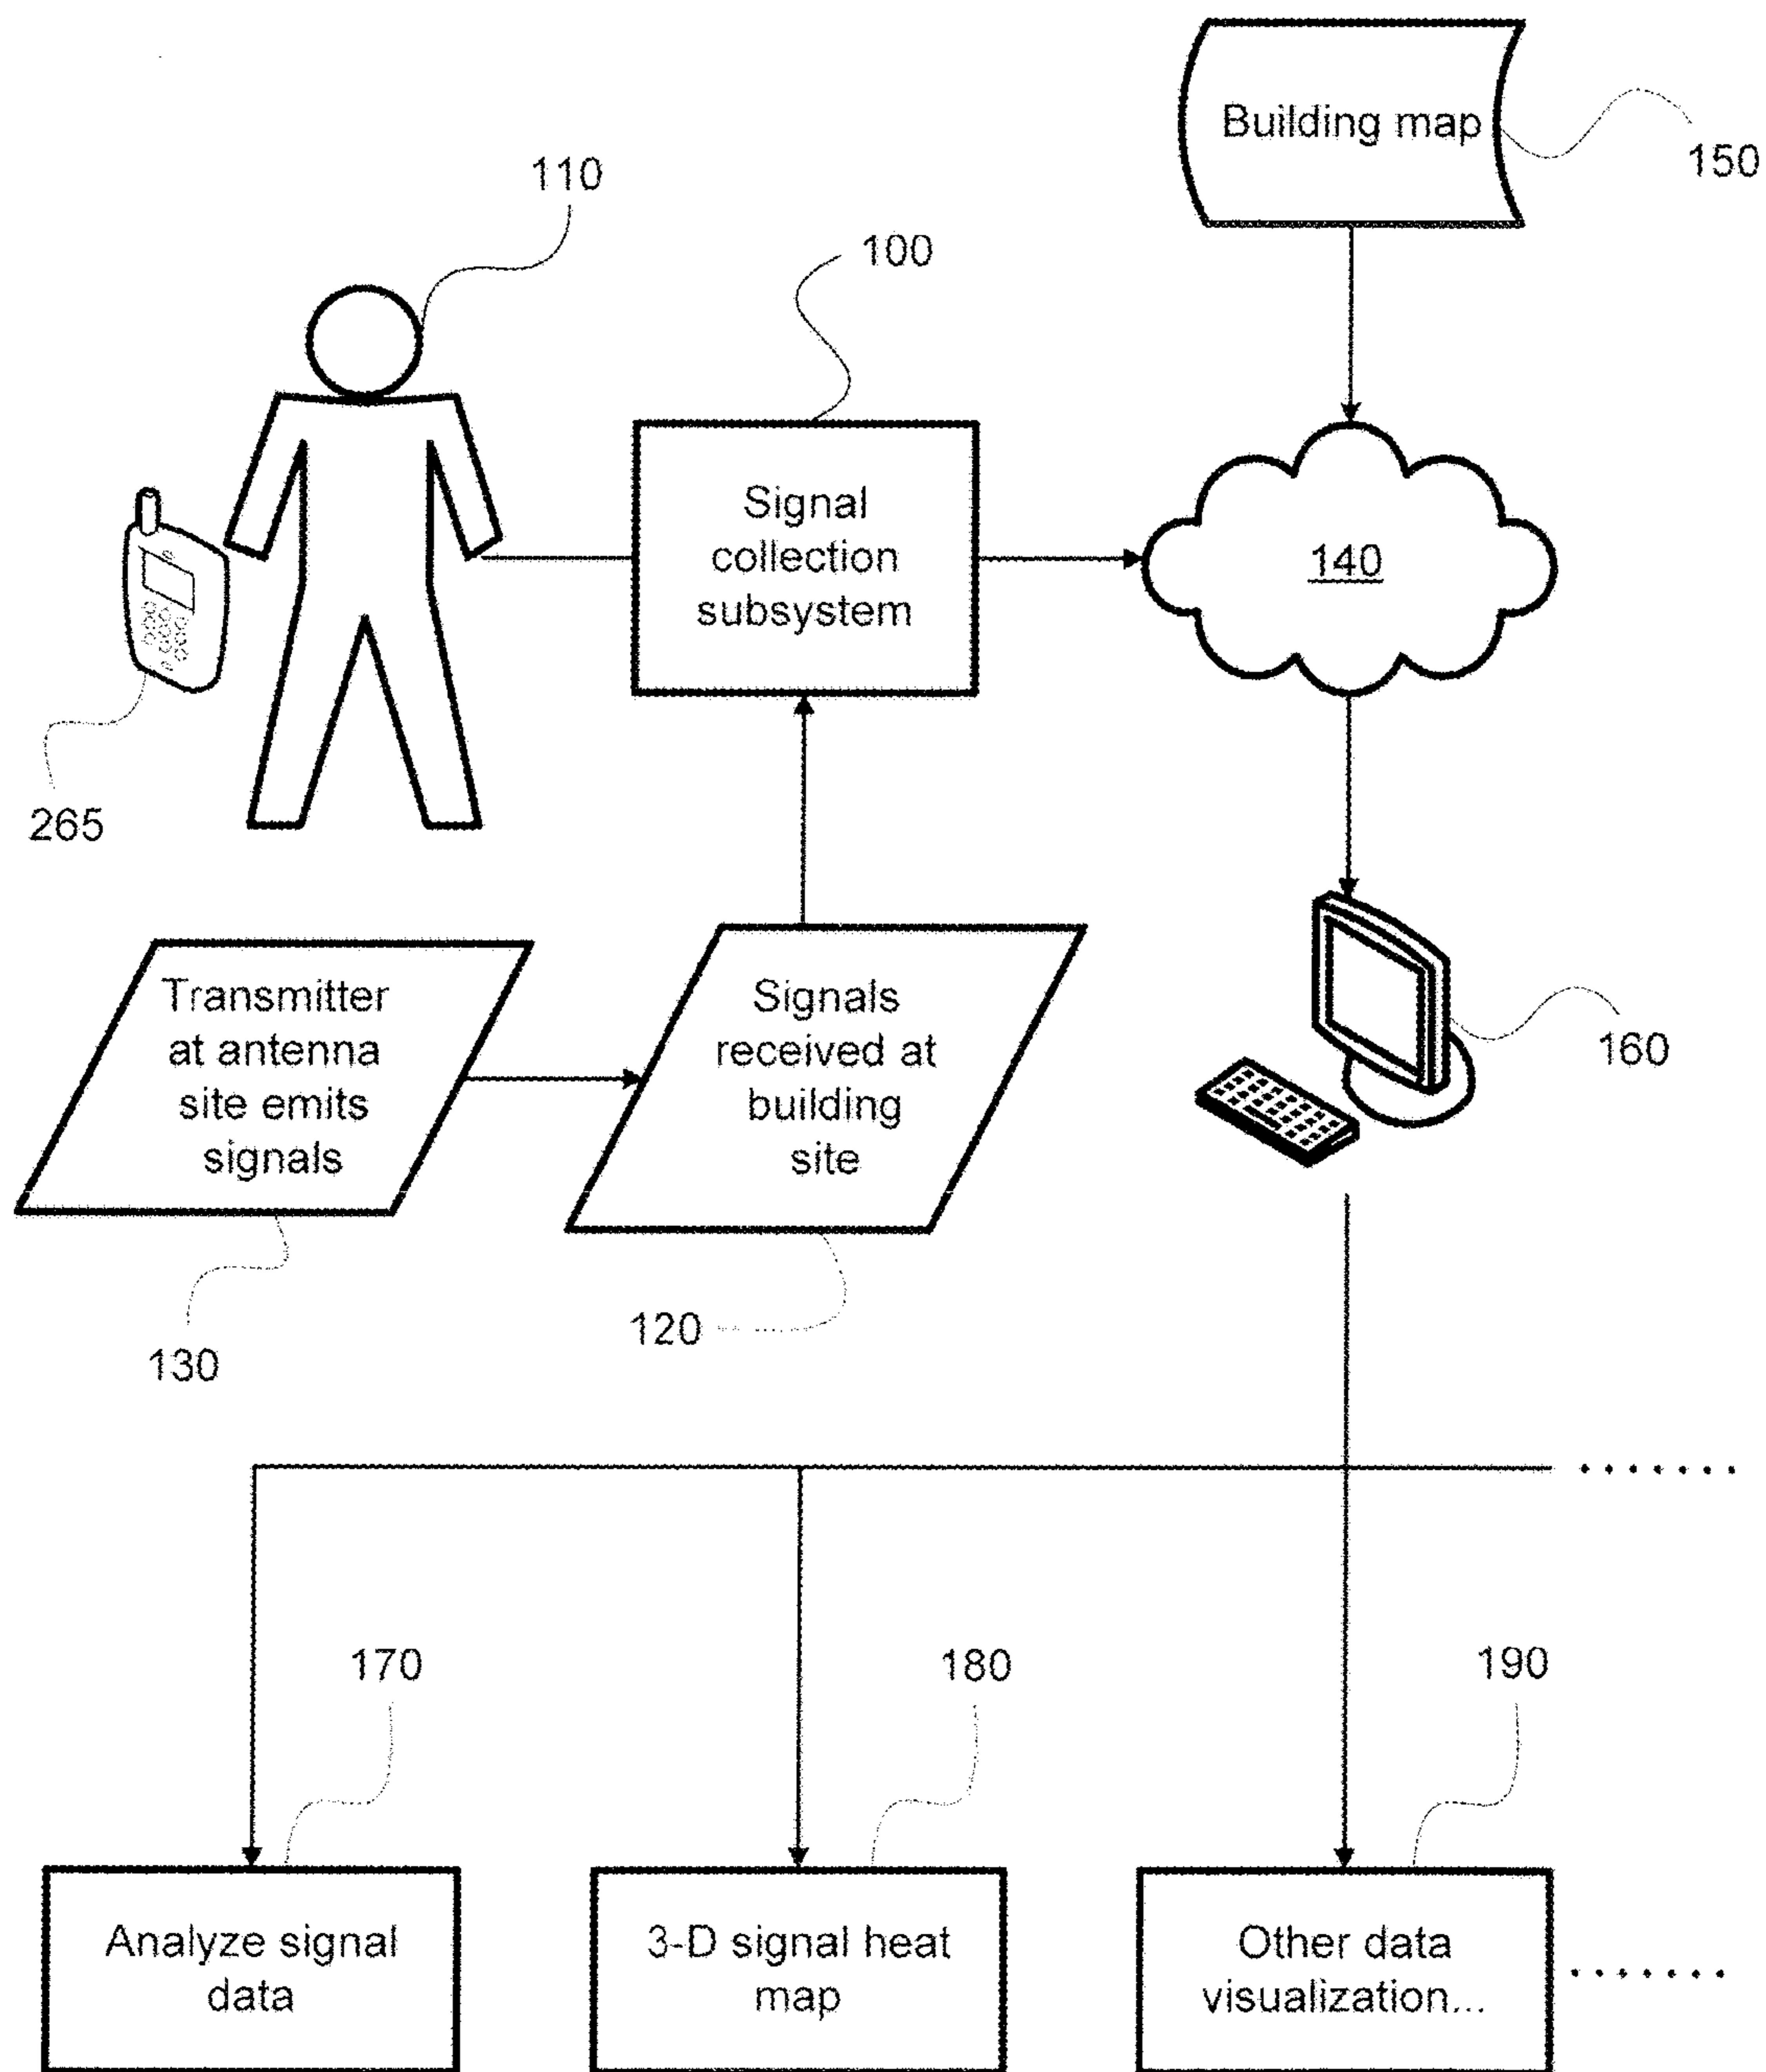 Building map
150
110
100
Signal
collection
subsystem
140
265
Transmitter
at antenna
site emits
signals
Signals
received at
building
site
160
130
120
170
180
190
Analyze signal
data
3-D signal heat
map
Other data
visualization...